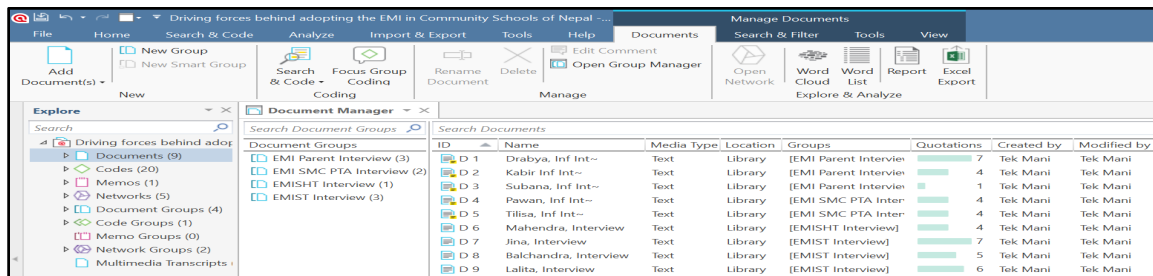 Driving forces behind adopting the EMI in Community Schools of Nepal -...
Manage Documents
File Home Search & Code Analyze Import & Export Tools Help Documents Search & Filter Tools View
Add Document(s)
New Group
New Smart Group
New
Search & Code
Focus Group Coding
Coding
Rename Document
Delete
Edit Comment
Open Group Manager
Manage
Open Network
Word Cloud
Word List
Report
Excel Export
Explore & Analyze
Explore
Search
Driving forces behind adop
Documents (9)
Codes (20)
Memos (1)
Networks (5)
Document Groups (4)
Code Groups (1)
Memo Groups (0)
Network Groups (2)
Multimedia Transcripts
Document Manager
Search Document Groups
Document Groups
EMI Parent Interview (3)
EMI SMC PTA Interview (2)
EMISHT Interview (1)
EMIST Interview (3)
Search Documents
ID Name Media Type Location Groups Quotations Created by Modified by
D 1 Drabya, Inf Int~ Text Library [EMI Parent Interview 7 Tek Mani Tek Mani
D 2 Kabir Inf Int~ Text Library [EMI Parent Interview 4 Tek Mani Tek Mani
D 3 Subana, Inf Int~ Text Library [EMI Parent Interview 1 Tek Mani Tek Mani
D 4 Pawan, Inf Int~ Text Library [EMI SMC PTA Inter 4 Tek Mani Tek Mani
D 5 Tilisa, Inf Int~ Text Library [EMI SMC PTA Inter 4 Tek Mani Tek Mani
D 6 Mahendra, Interview Text Library [EMISHT Interview] 4 Tek Mani Tek Mani
D 7 Jina, Interview Text Library [EMIST Interview] 7 Tek Mani Tek Mani
D 8 Balchandra, Interview Text Library [EMIST Interview] 5 Tek Mani Tek Mani
D 9 Lalita, Interview Text Library [EMIST Interview] 6 Tek Mani Tek Mani